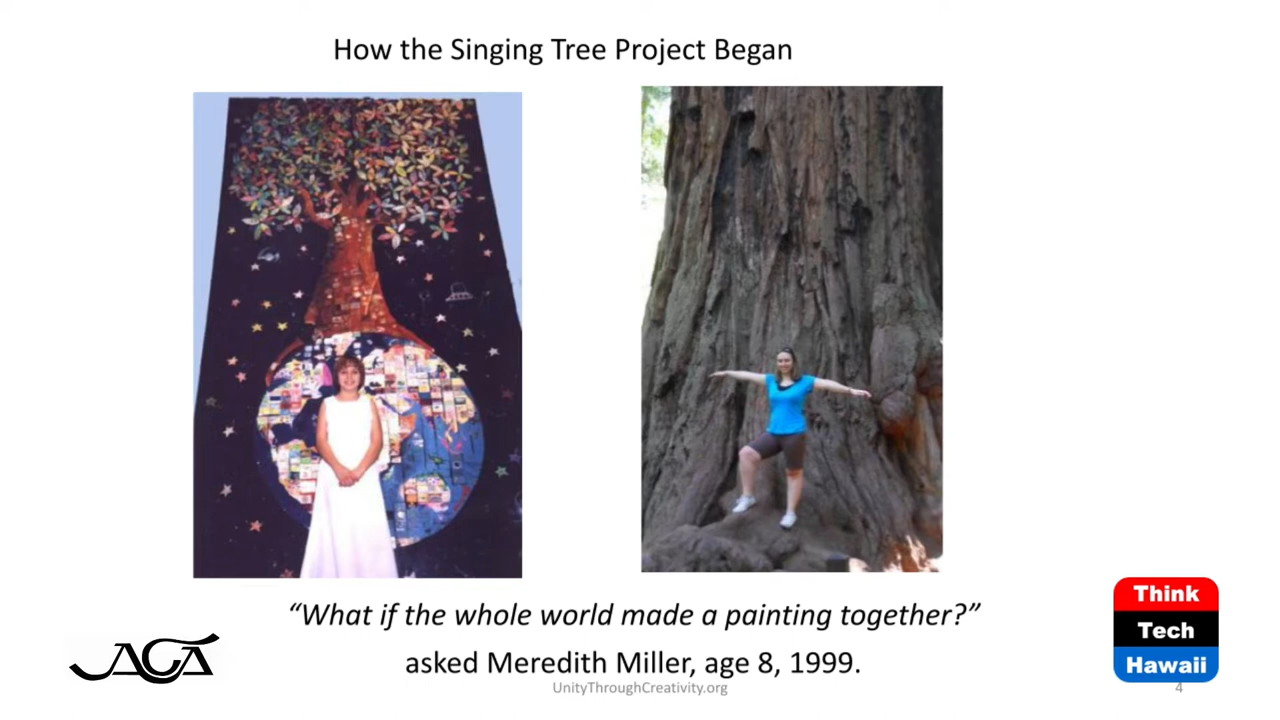 How the Singing Tree Project Began
“What if the whole world made a painting together?”
asked Meredith Miller, age 8, 1999.
UnityThroughCreativity.org
4
JAGA
Think
Tech
Hawaii